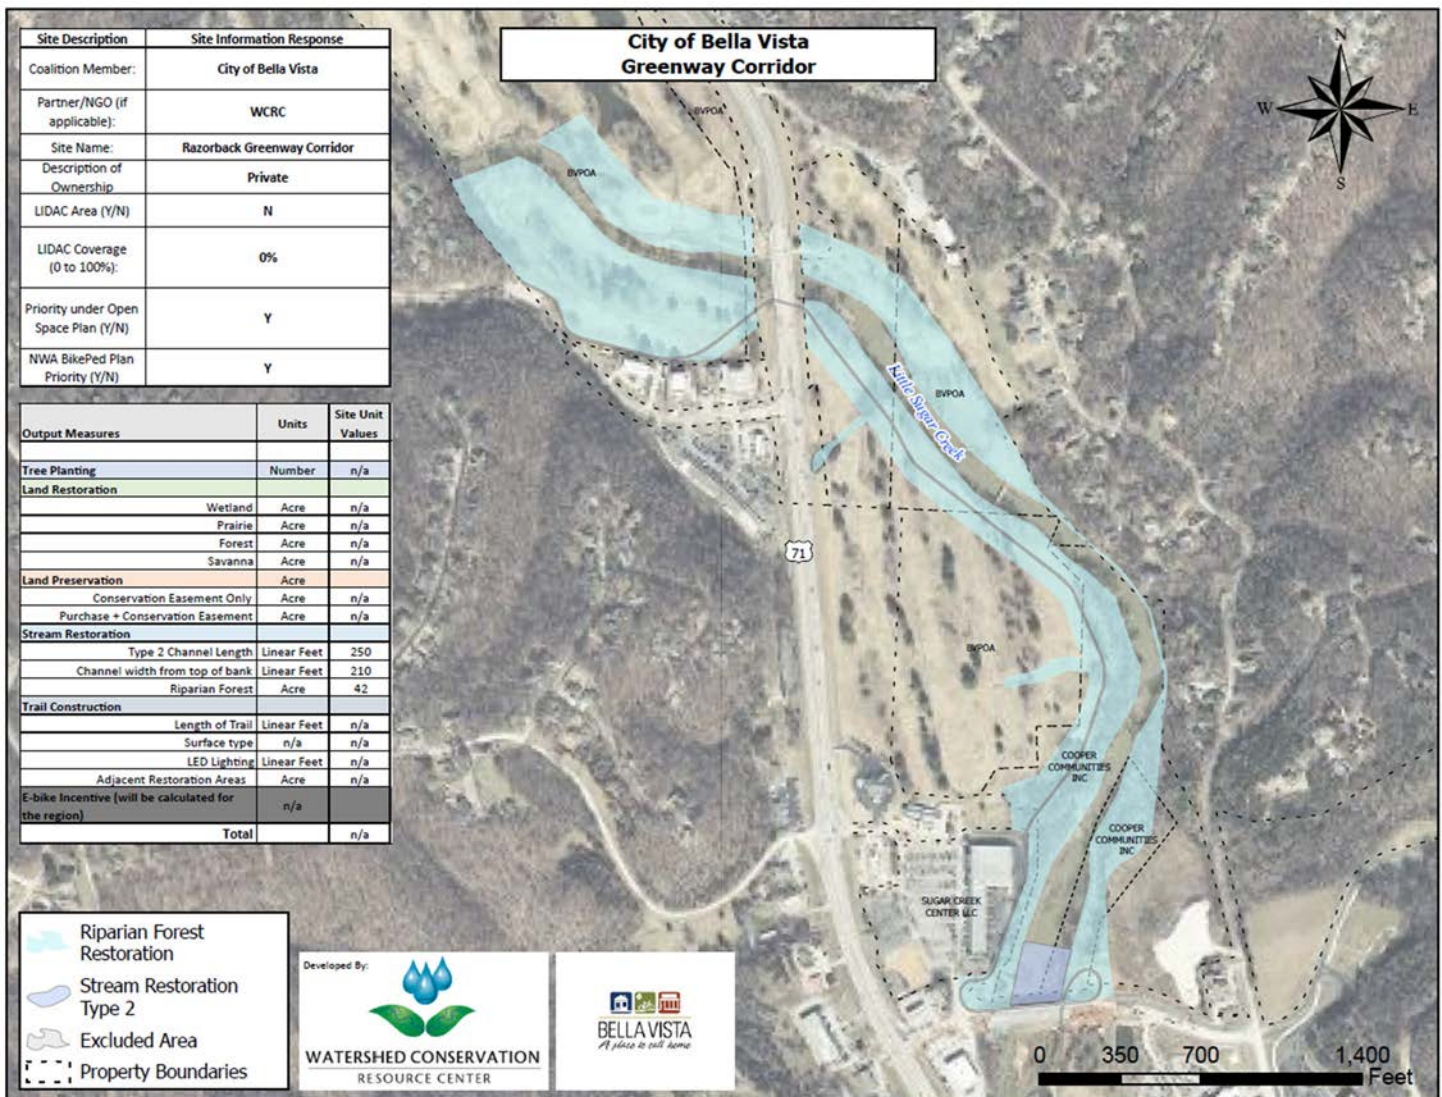 City of Bella Vista
Greenway Corridor
Site Description Site Information Response
Coalition Member: City of Bella Vista
Partner/NGO (if
applicable): WCRC
Site Name: Razorback Greenway Corridor
Description of
Ownership Private
LIDAC Area (Y/N) N
LIDAC Coverage
(0 to 100%): 0%
Priority under Open
Space Plan (Y/N) Y
NWA BikePed Plan
Priority (Y/N) Y
Output Measures Units Site Unit
Values
Tree Planting Number n/a
Land Restoration
Wetland Acre n/a
Prairie Acre n/a
Forest Acre n/a
Savanna Acre n/a
Land Preservation Acre
Conservation Easement Only Acre n/a
Purchase + Conservation Easement Acre n/a
Stream Restoration
Type 2 Channel Length Linear Feet 250
Channel width from top of bank Linear Feet 210
Riparian Forest Acre 42
Trail Construction
Length of Trail Linear Feet n/a
Surface type n/a n/a
LED Lighting Linear Feet n/a
Adjacent Restoration Areas Acre n/a
E-bike Incentive (will be calculated for
the region) n/a
Total n/a
N
W E
S
BVPOA
BVPOA
BVPOA
Little Sugar Creek
71
BVPOA
COOPER
COMMUNITIES
INC
COOPER
COMMUNITIES
INC
SUGAR CREEK
CENTER LLC
Riparian Forest
Restoration
Stream Restoration
Type 2
Excluded Area
Property Boundaries
Developed By:
WATERSHED CONSERVATION
RESOURCE CENTER
BELLA VISTA
A place to call home
0 350 700 1,400
Feet